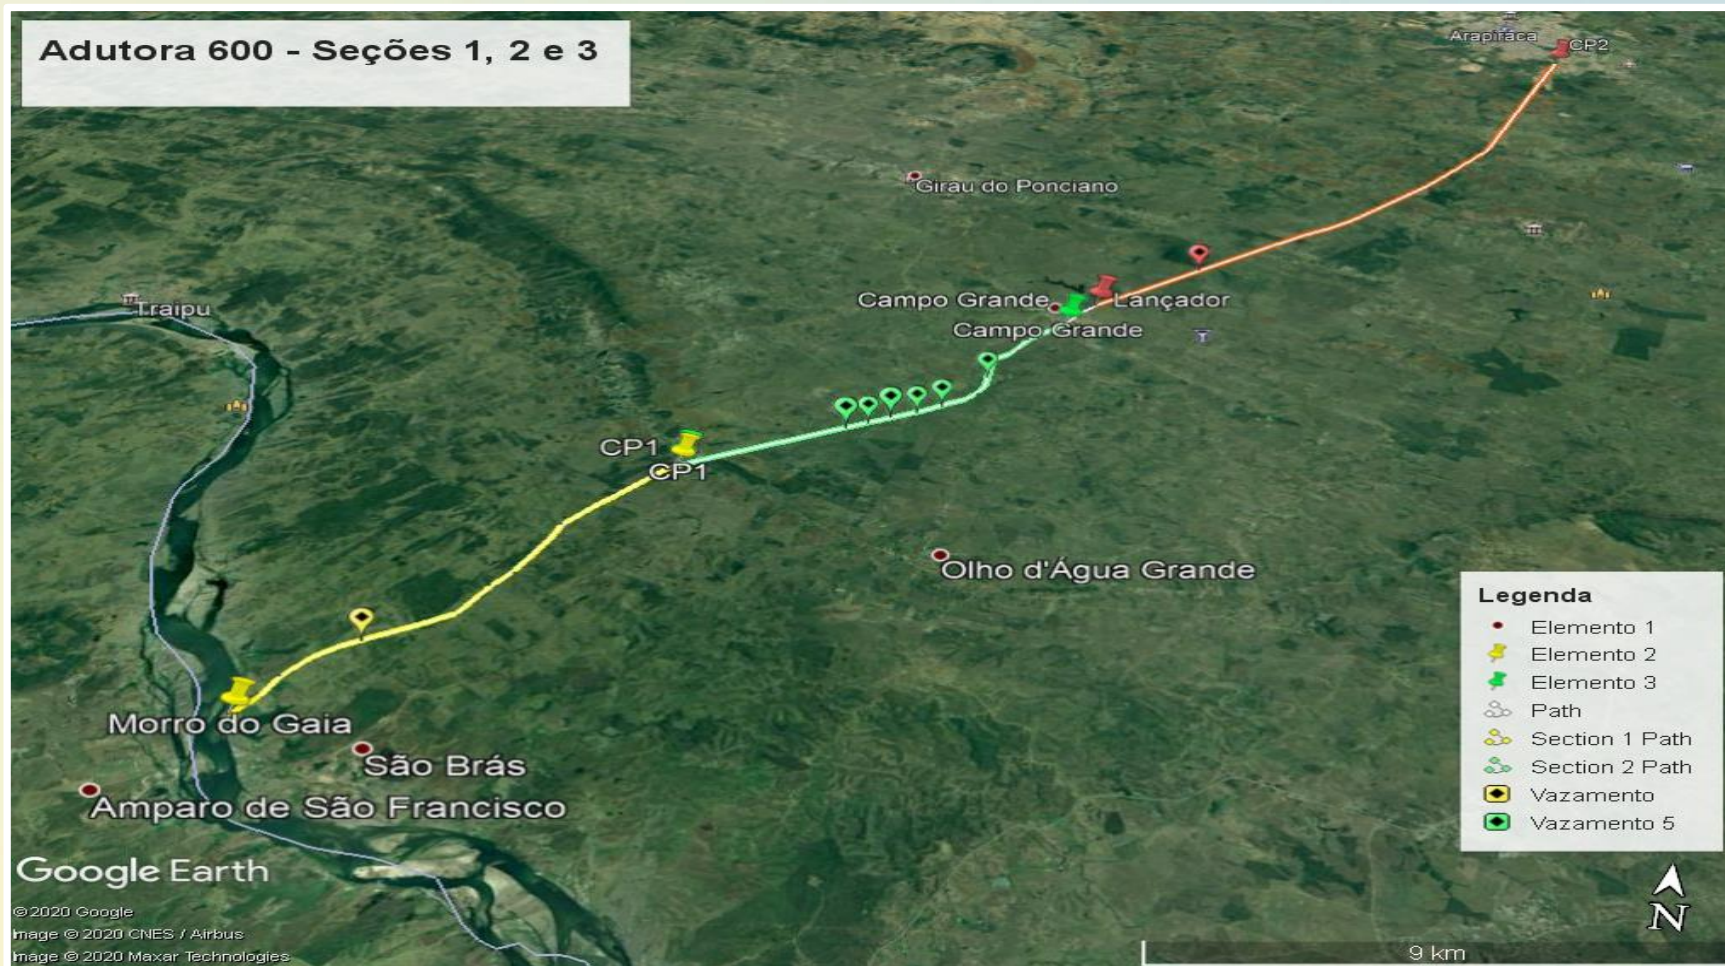 Adutora 600 - Seções 1, 2 e 3
Arapiraca
CP2
Girau do Ponciano
Traipu
Campo Grande
Lançador
Campo Grande
CP1
CP1
Olho d'Água Grande
Morro do Gaia
São Brás
Amparo de São Francisco
Legenda
Elemento 1
Elemento 2
Elemento 3
Path
Section 1 Path
Section 2 Path
Vazamento
Vazamento 5
Google Earth
© 2020 Google
Image © 2020 CNES / Airbus
Image © 2020 Maxar Technologies
N
9 km